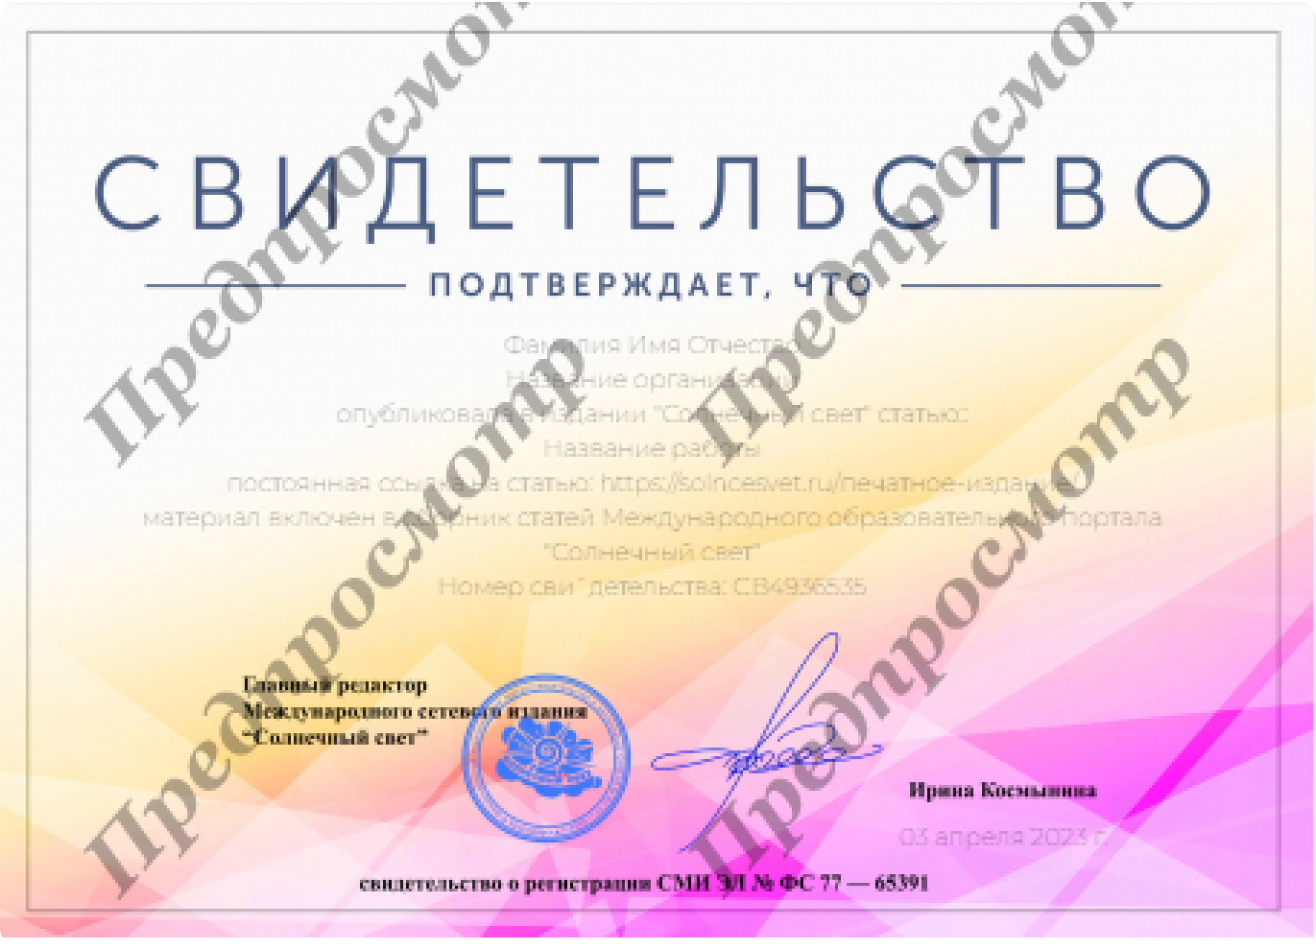 СВИДЕТЕЛЬСТВО
ПОДТВЕРЖДАЕТ, ЧТО
Фамилия Имя Отчество
Название организации
опубликовала в издании "Солнечный свет" статью::
Название работы
постоянная ссылка на статью: https://solncesvet.ru/печатное-издание/
материал включен в сборник статей Международного образовательного портала
"Солнечный свет"
Номер сви˘детельства: СВ4936535
Главный редактор
Международного сетевого издания
“Солнечный свет”
Ирина Космынина
03 апреля 2023 г.
свидетельство о регистрации СМИ ЭЛ № ФС 77 — 65391
Предпросмотр
Предпросмотр
Предпросмотр
Предпросмотр